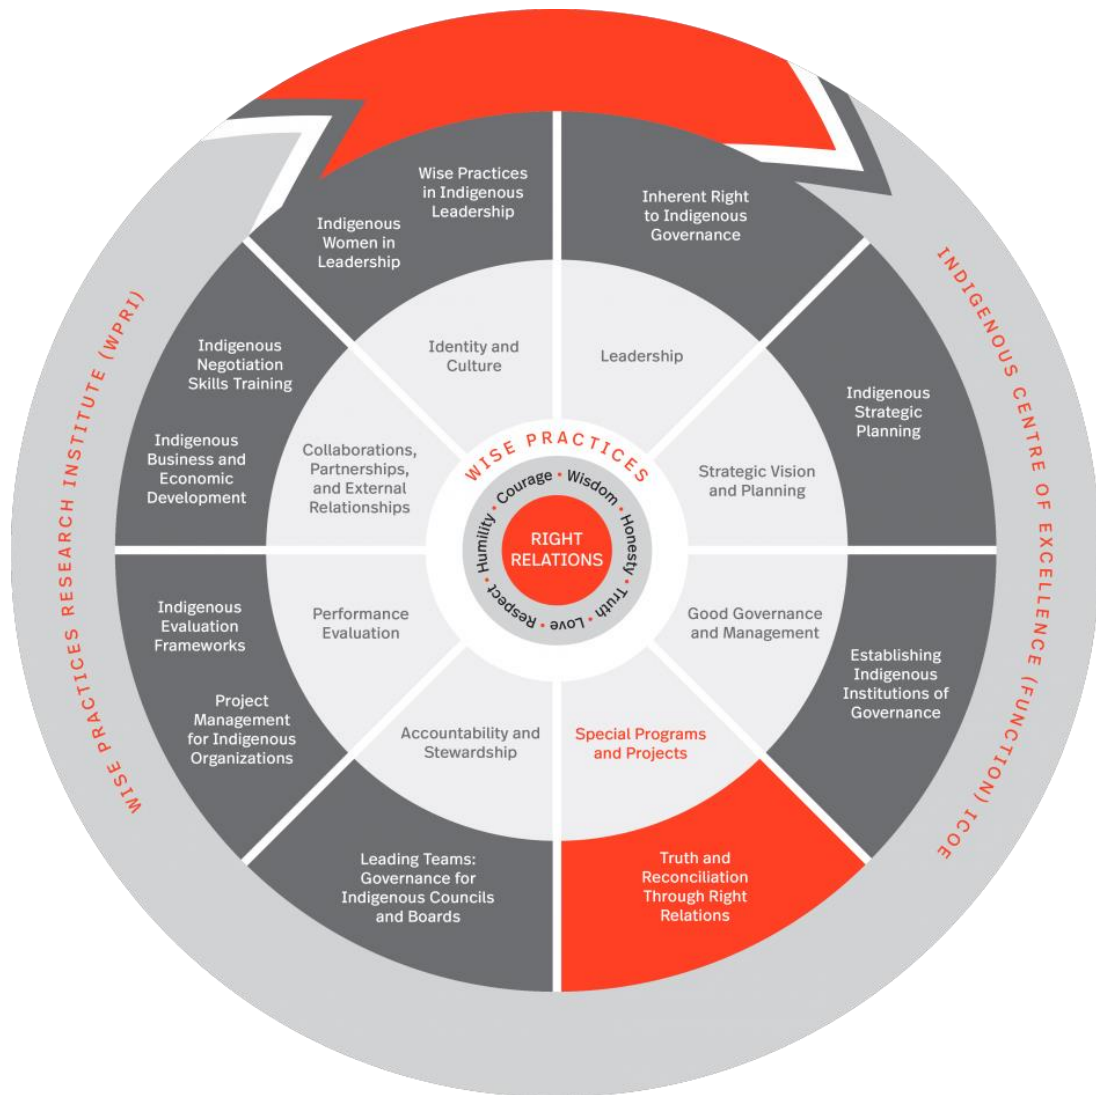 WISE PRACTICES RESEARCH INSTITUTE (WPRI)
INDIGENOUS CENTRE OF EXCELLENCE (FUNCTION) ICOE
Wise Practices
in Indigenous
Leadership
Indigenous
Women in
Leadership
Inherent Right
to Indigenous
Governance
Indigenous
Strategic
Planning
Establishing
Indigenous
Institutions of
Governance
Truth and
Reconciliation
Through Right
Relations
Leading Teams:
Governance for
Indigenous Councils
and Boards
Project
Management
for Indigenous
Organizations
Indigenous
Evaluation
Frameworks
Indigenous
Business and
Economic
Development
Indigenous
Negotiation
Skills Training
Identity and
Culture
Leadership
Strategic Vision
and Planning
Good Governance
and Management
Special Programs
and Projects
Accountability and
Stewardship
Performance
Evaluation
Collaborations,
Partnerships,
and External
Relationships
WISE PRACTICES
Courage • Wisdom • Honesty • Truth • Love • Respect • Humility •
RIGHT
RELATIONS